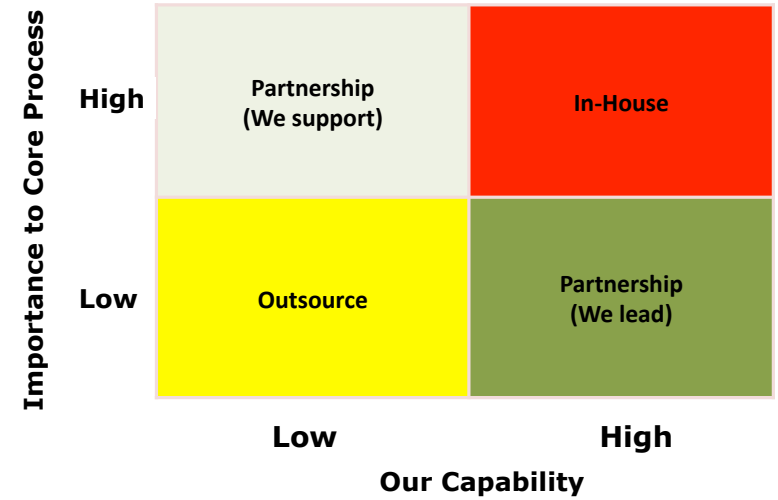 Importance to Core Process
High
Partnership
(We support)
In-House
Low
Outsource
Partnership
(We lead)
Low
High
Our Capability